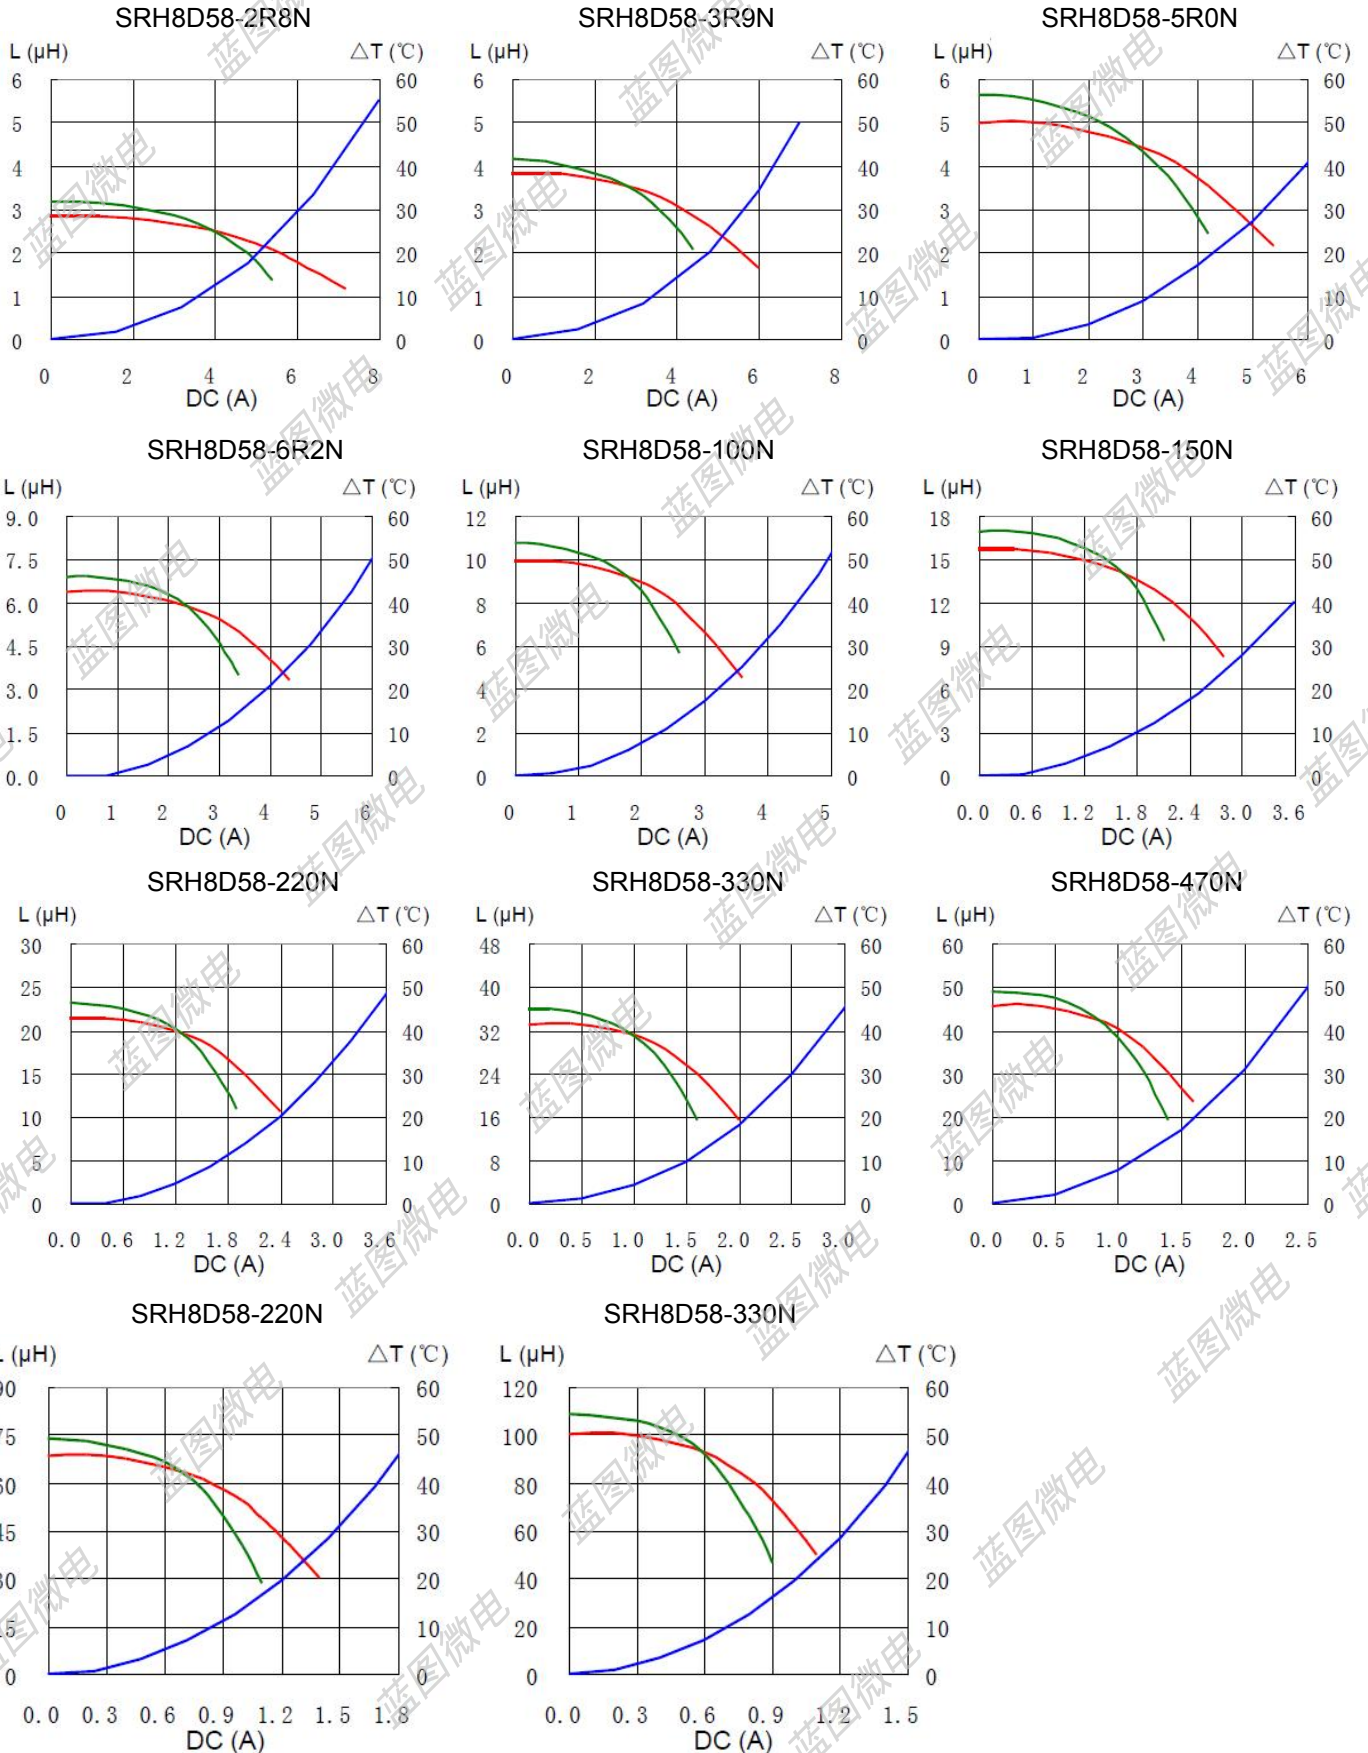 SRH8D58-2R8N SRH8D58-3R9N SRH8D58-5R0N
L (μH) △T (℃) L (μH) △T (℃) L (μH) △T (℃)
6 60 6 60 6 60
5 50 5 50 5 50
4 40 4 40 4 40
3 30 3 30 3 30
2 20 2 20 2 20
1 10 1 10 1 10
0 0 0 0 0 0
0 2 4 6 8 0 2 4 6 8 0 1 2 3 4 5 6
DC (A) DC (A) DC (A)
SRH8D58-6R2N SRH8D58-100N SRH8D58-150N
L (μH) △T (℃) L (μH) △T (℃) L (μH) △T (℃)
9.0 60 12 60 18 60
7.5 50 10 50 15 50
6.0 40 8 40 12 40
4.5 30 6 30 9 30
3.0 20 4 20 6 20
1.5 10 2 10 3 10
0.0 0 0 0 0 0
0 1 2 3 4 5 6 0 1 2 3 4 5 0.0 0.6 1.2 1.8 2.4 3.0 3.6
DC (A) DC (A) DC (A)
SRH8D58-220N SRH8D58-330N SRH8D58-470N
L (μH) △T (℃) L (μH) △T (℃) L (μH) △T (℃)
30 60 48 60 60 60
25 50 40 50 50 50
20 40 32 40 40 40
15 30 24 30 30 30
10 20 16 20 20 20
5 10 8 10 10 10
0 0 0 0 0 0
0.0 0.6 1.2 1.8 2.4 3.0 3.6 0.0 0.5 1.0 1.5 2.0 2.5 3.0 0.0 0.5 1.0 1.5 2.0 2.5
DC (A) DC (A) DC (A)
SRH8D58-220N SRH8D58-330N
L (μH) △T (℃) L (μH) △T (℃)
90 60 120 60
75 50 100 50
60 40 80 40
45 30 60 30
30 20 40 20
15 10 20 10
0 0 0 0
0.0 0.3 0.6 0.9 1.2 1.5 1.8 0.0 0.3 0.6 0.9 1.2 1.5
DC (A) DC (A)
蓝图微电